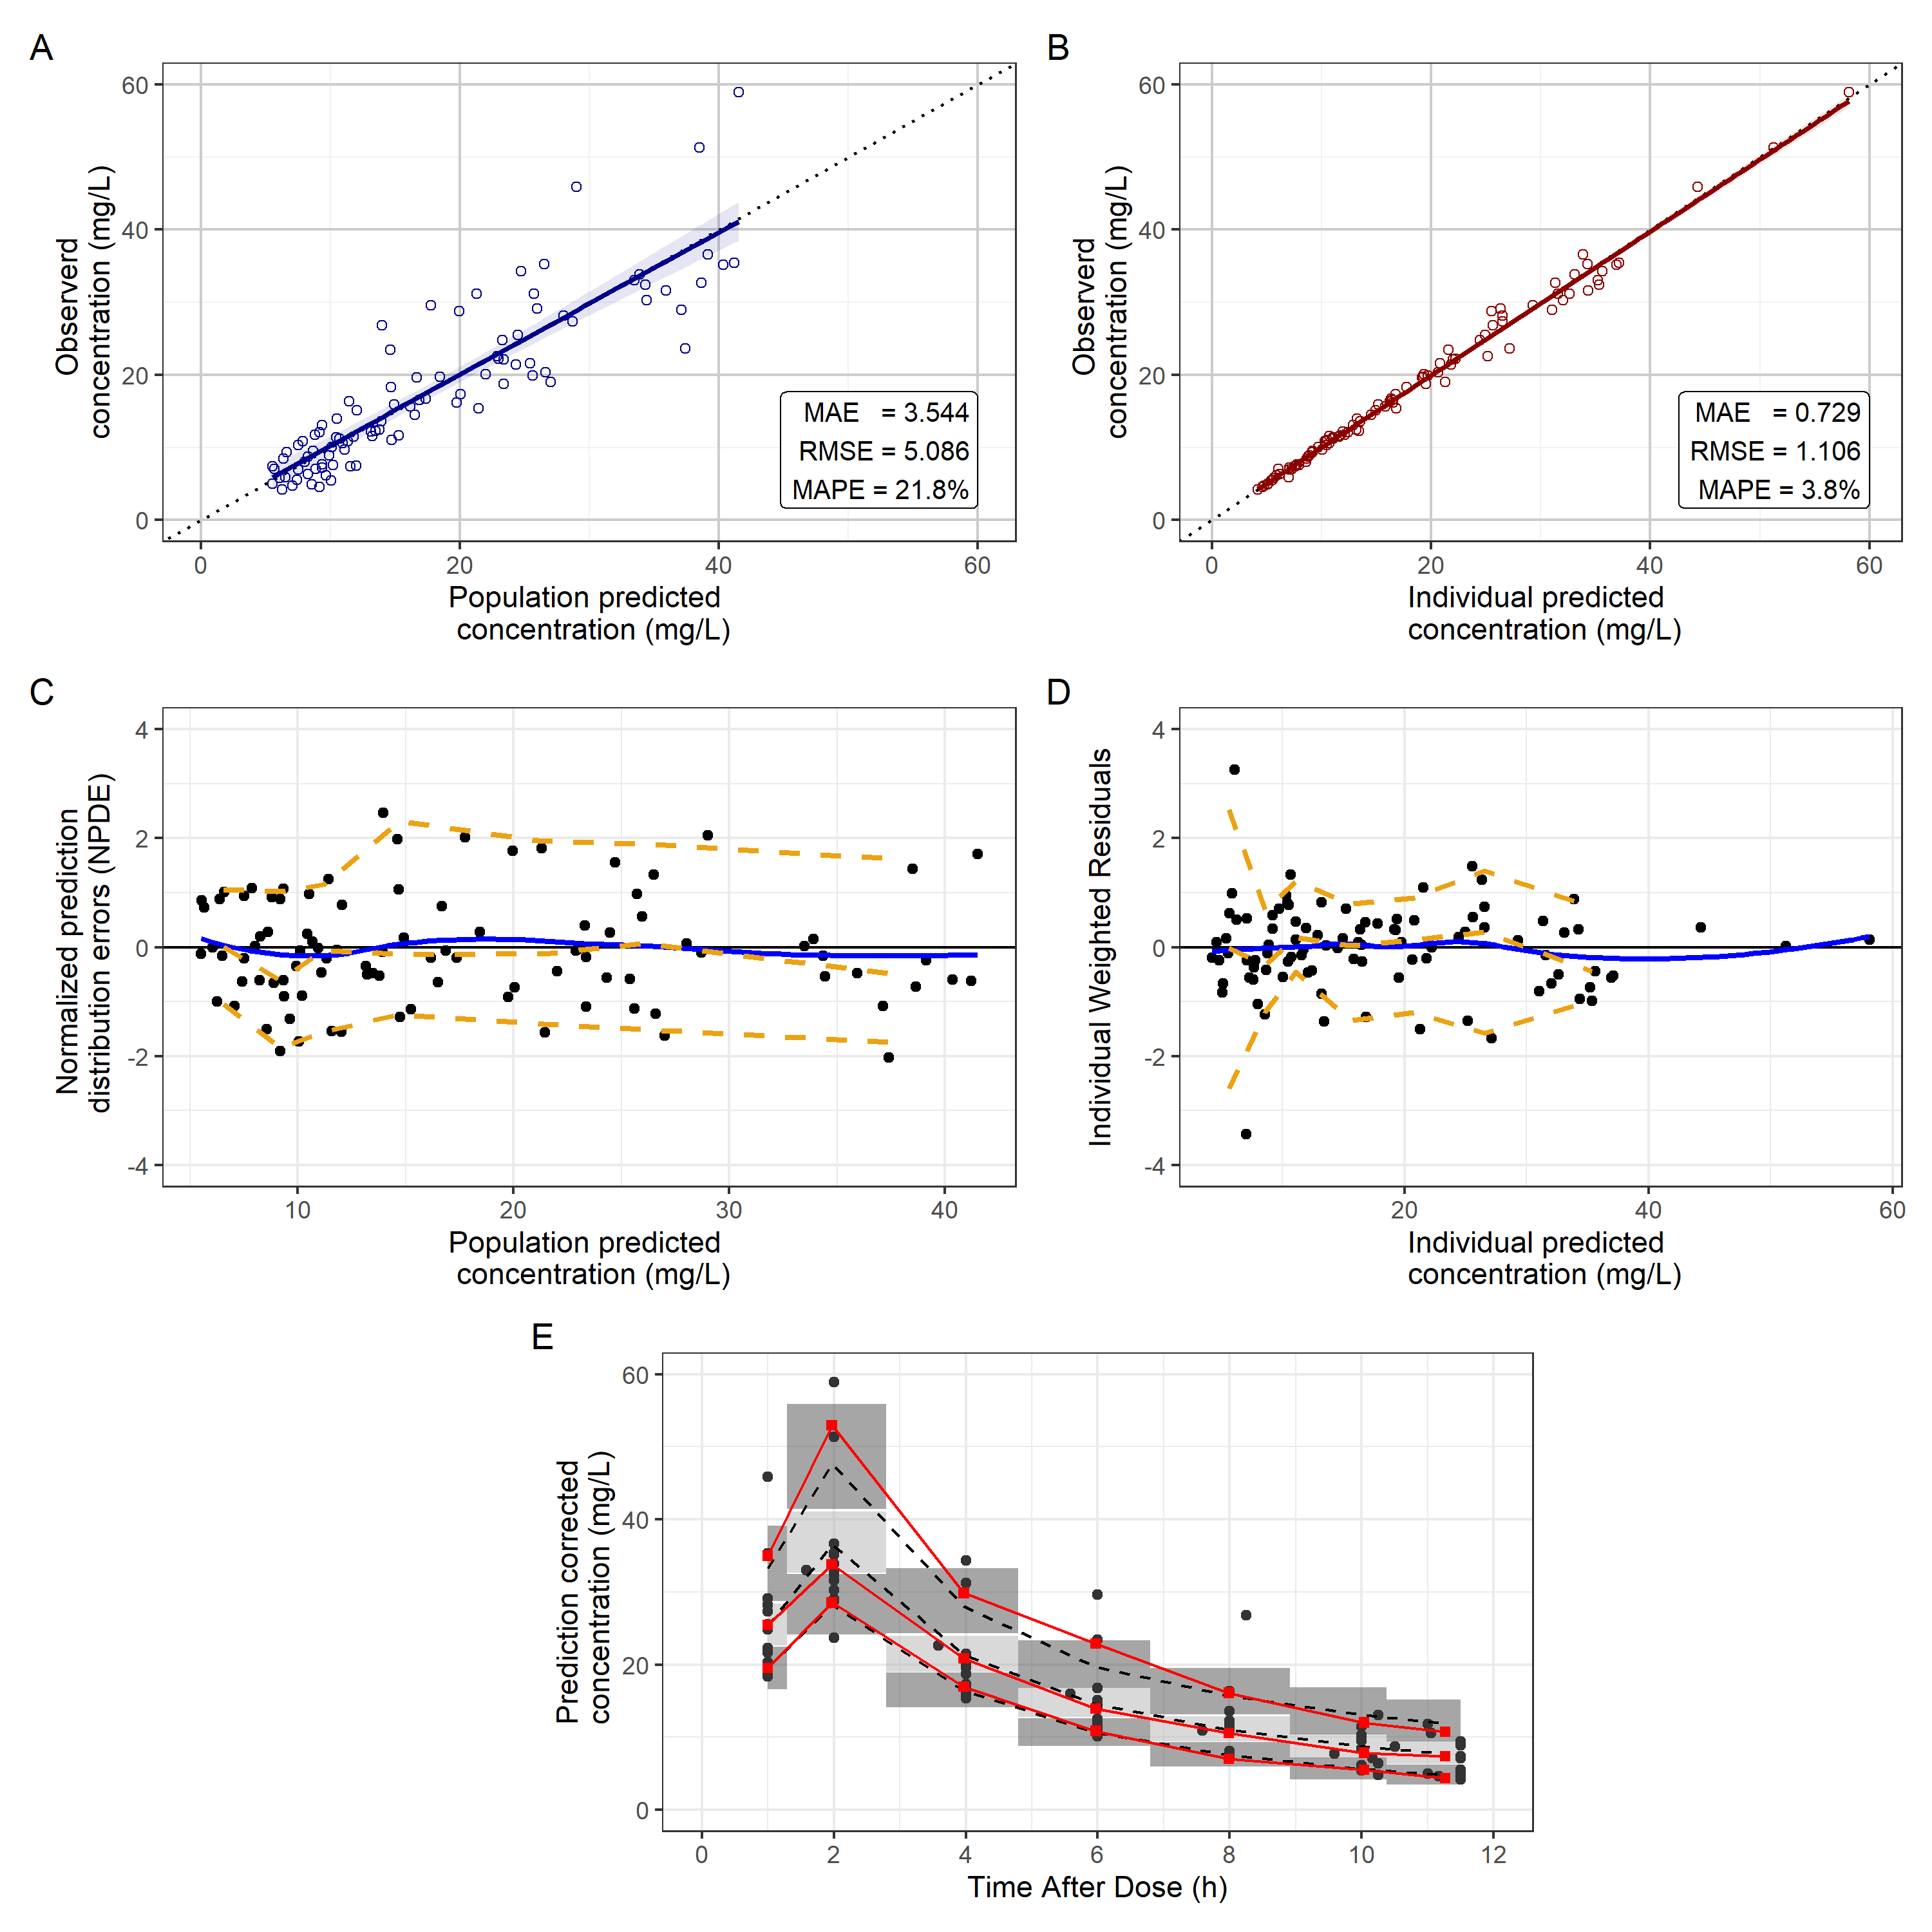 A
60
40
20
0
Observerd
concentration (mg/L)
MAE = 3.544
RMSE = 5.086
MAPE = 21.8%
0 20 40 60
Population predicted
concentration (mg/L)
B
60
40
20
0
Observerd
concentration (mg/L)
MAE = 0.729
RMSE = 1.106
MAPE = 3.8%
0 20 40 60
Individual predicted
concentration (mg/L)
C
4
2
0
-2
-4
Normalized prediction
distribution errors (NPDE)
10 20 30 40
Population predicted
concentration (mg/L)
D
4
2
0
-2
-4
Individual Weighted Residuals
20 40 60
Individual predicted
concentration (mg/L)
E
60
40
20
0
Prediction corrected
concentration (mg/L)
0 2 4 6 8 10 12
Time After Dose (h)